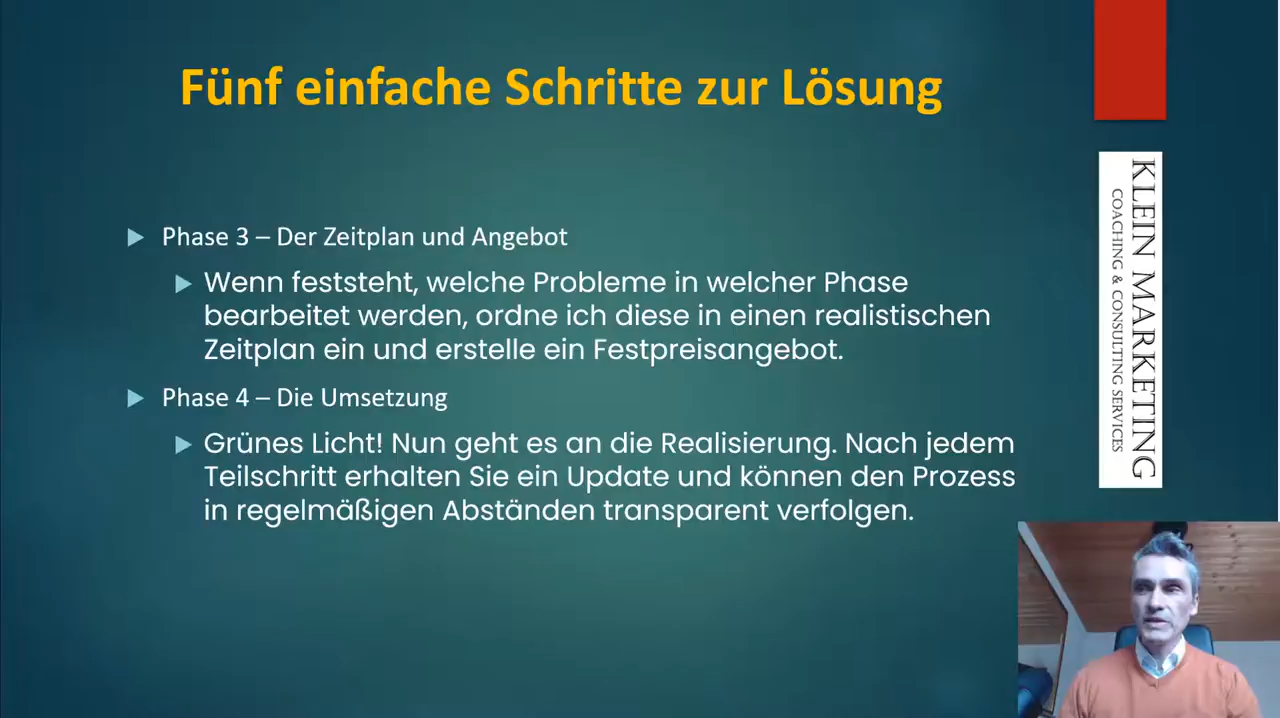 Fünf einfache Schritte zur Lösung
Phase 3 – Der Zeitplan und Angebot
Wenn feststeht, welche Probleme in welcher Phase
bearbeitet werden, ordne ich diese in einen realistischen
Zeitplan ein und erstelle ein Festpreisangebot.
Phase 4 – Die Umsetzung
Grünes Licht! Nun geht es an die Realisierung. Nach jedem
Teilschritt erhalten Sie ein Update und können den Prozess
in regelmäßigen Abständen transparent verfolgen.
KLEIN MARKETING
COACHING & CONSULTING SERVICES